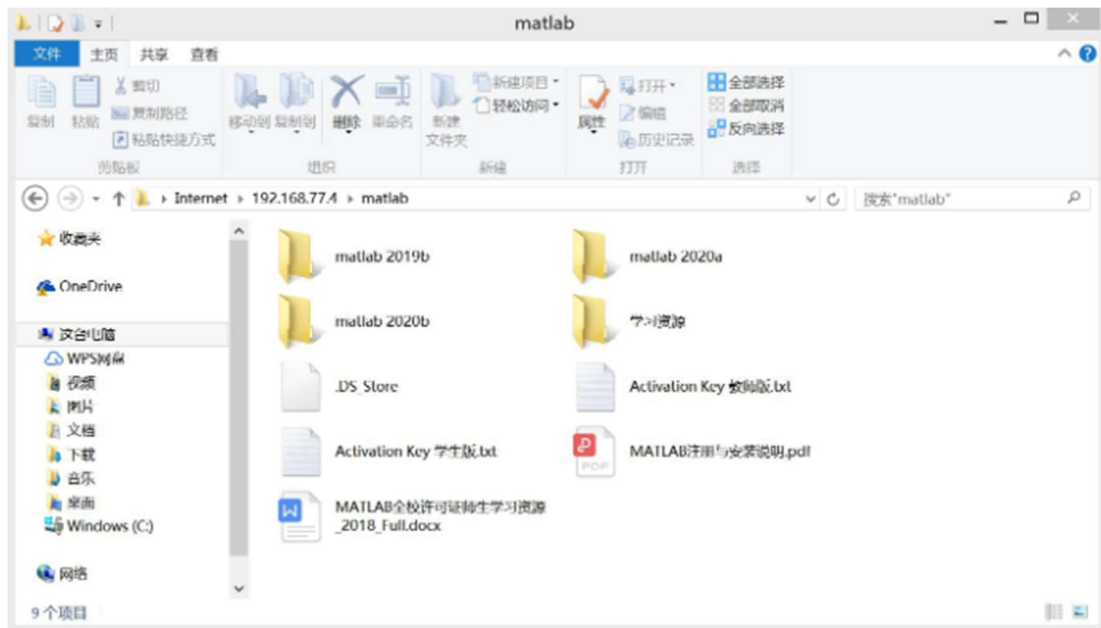 matlab
文件 主页 共享 查看
复制 粘贴 剪切 移动到 复制到 删除 重命名 新建 文件夹 新建项目 属性 打开 全部选择
复制路径 轻松访问 编辑 全部取消
粘贴快捷方式 历史记录 反向选择
剪贴板 组织 新建 打开 选择
Internet 192.168.77.4 matlab 搜索"matlab"
收藏夹
OneDrive
这台电脑
WPS网盘
视频
图片
文档
下载
音乐
桌面
Windows (C:)
网络
matlab 2019b
matlab 2020a
matlab 2020b
学习资源
.DS_Store
Activation Key 教师版.txt
Activation Key 学生版.txt
MATLAB注册与安装说明.pdf
PDF
MATLAB全校许可证师生学习资源
_2018_Full.docx
9 个项目